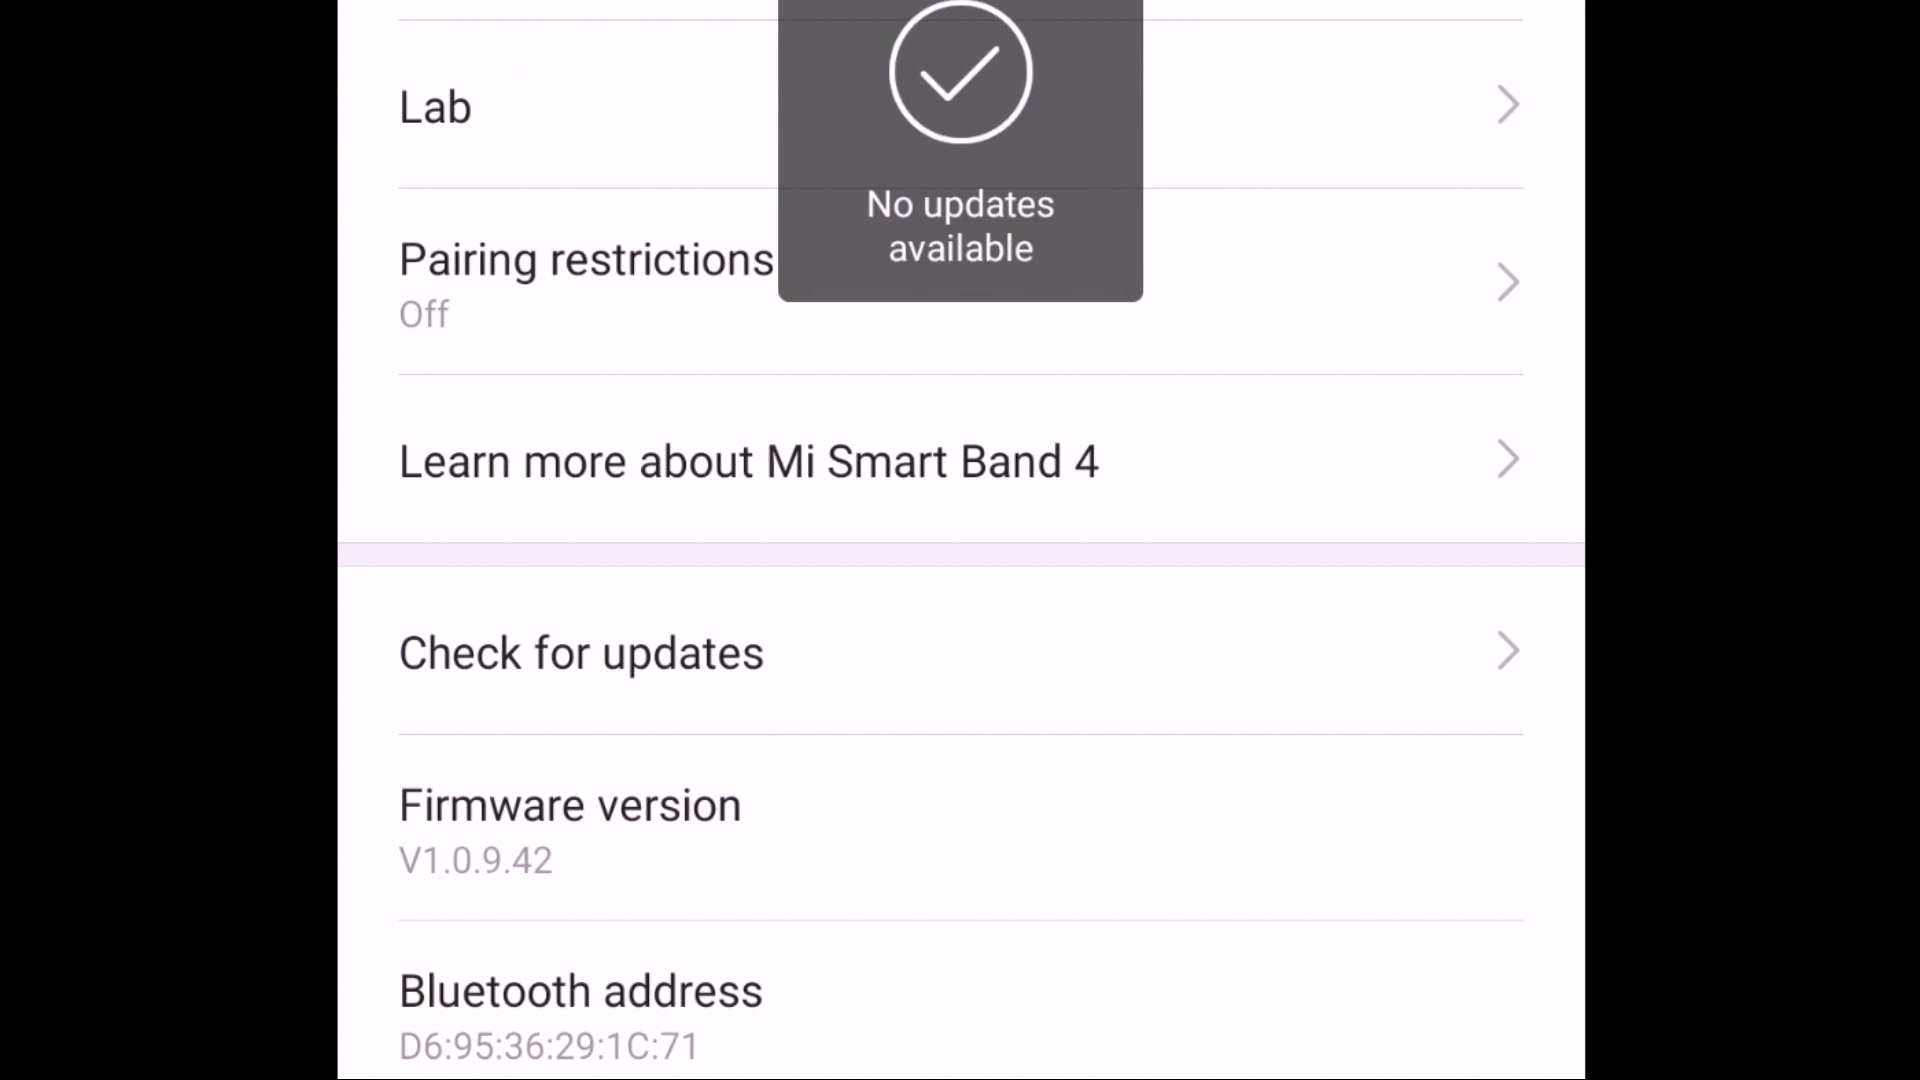 Lab
No updates
available
Pairing restrictions
Off
Learn more about Mi Smart Band 4
Check for updates
Firmware version
V1.0.9.42
Bluetooth address
D6:95:36:29:1C:71